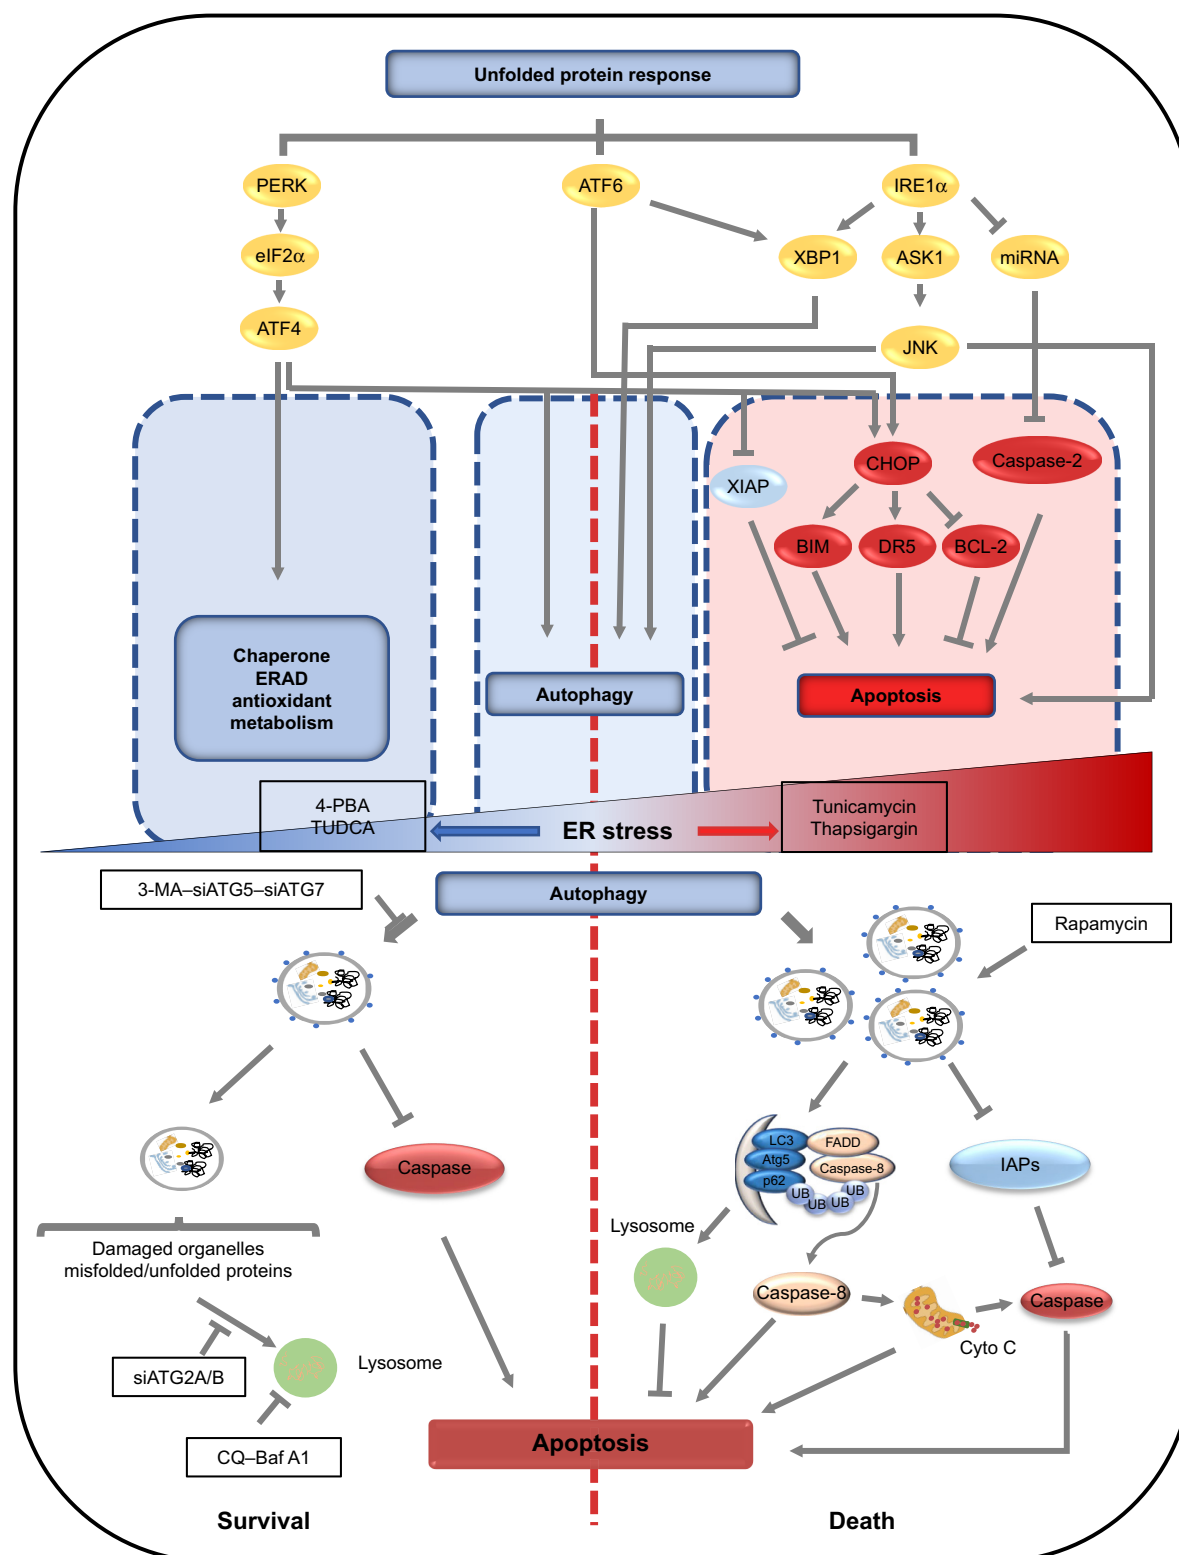 Unfolded protein response
PERK
ATF6
IRE1α
eIF2α
XBP1
ASK1
miRNA
ATF4
JNK
CHOP
Caspase-2
XIAP
BIM
DR5
BCL-2
Chaperone
ERAD
antioxidant
metabolism
Autophagy
Apoptosis
4-PBA
TUDCA
ER stress
Tunicamycin
Thapsigargin
3-MA–siATG5–siATG7
Autophagy
Rapamycin
LC3
FADD
Atg5
Caspase-8
p62
UB
UB
UB
UB
IAPs
Caspase
Lysosome
Damaged organelles
misfolded/unfolded proteins
Caspase-8
Caspase
Cyto C
Lysosome
siATG2A/B
Apoptosis
CQ–Baf A1
Survival
Death